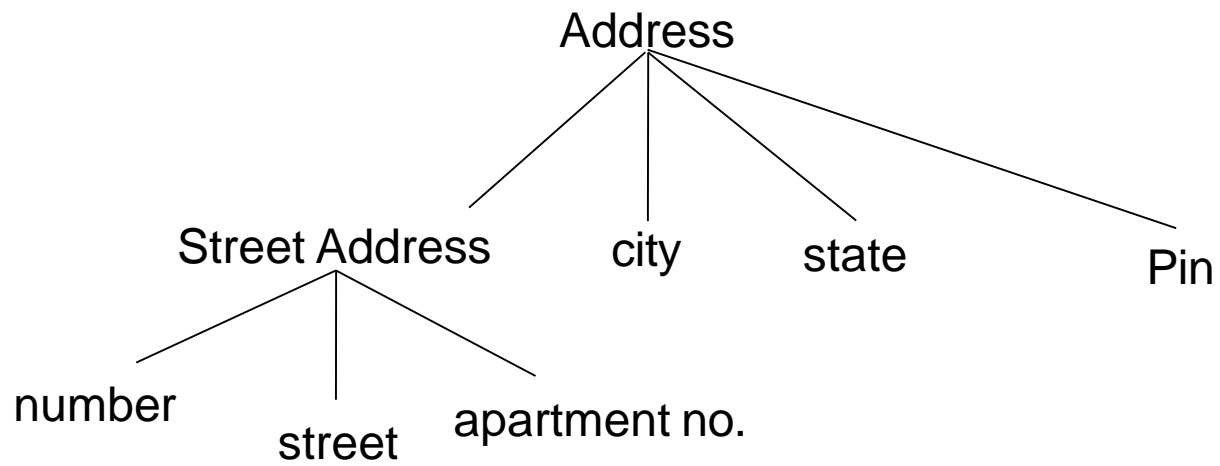 Address
Street Address
city
state
Pin
number
street
apartment no.